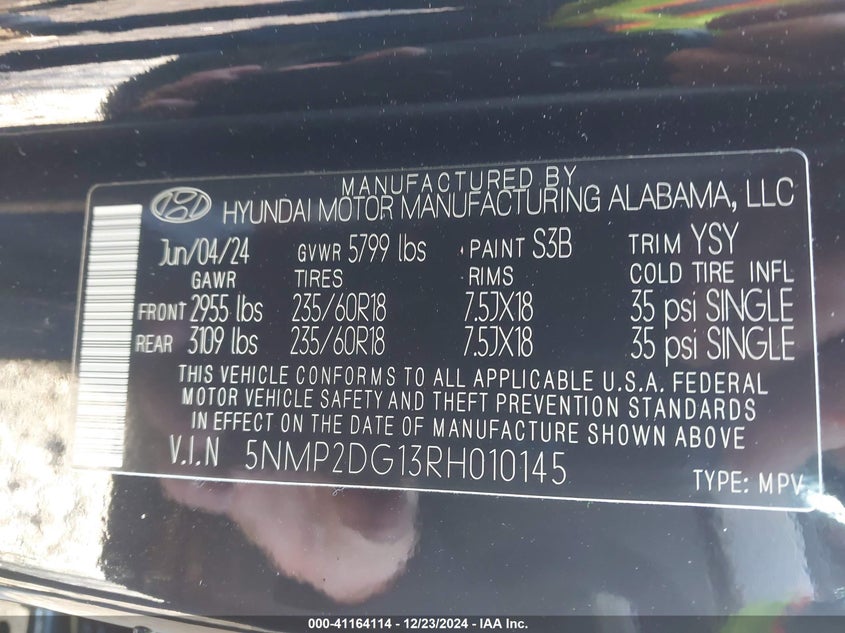 MANUFACTURED BY
HYUNDAI MOTOR MANUFACTURING ALABAMA, LLC
Jun/04/24 GVWR 5799 lbs PAINT S3B TRIM YSY
GAWR TIRES RIMS COLD TIRE INFL
FRONT 2955 lbs 235/60R18 7.5JX18 35 psi SINGLE
REAR 3109 lbs 235/60R18 7.5JX18 35 psi SINGLE
THIS VEHICLE CONFORMS TO ALL APPLICABLE U.S.A. FEDERAL
MOTOR VEHICLE SAFETY AND THEFT PREVENTION STANDARDS
IN EFFECT ON THE DATE OF MANUFACTURE SHOWN ABOVE
V.I.N 5NMP2DG13RH010145
TYPE: MPV
000-41164114 - 12/23/2024 - IAA Inc.